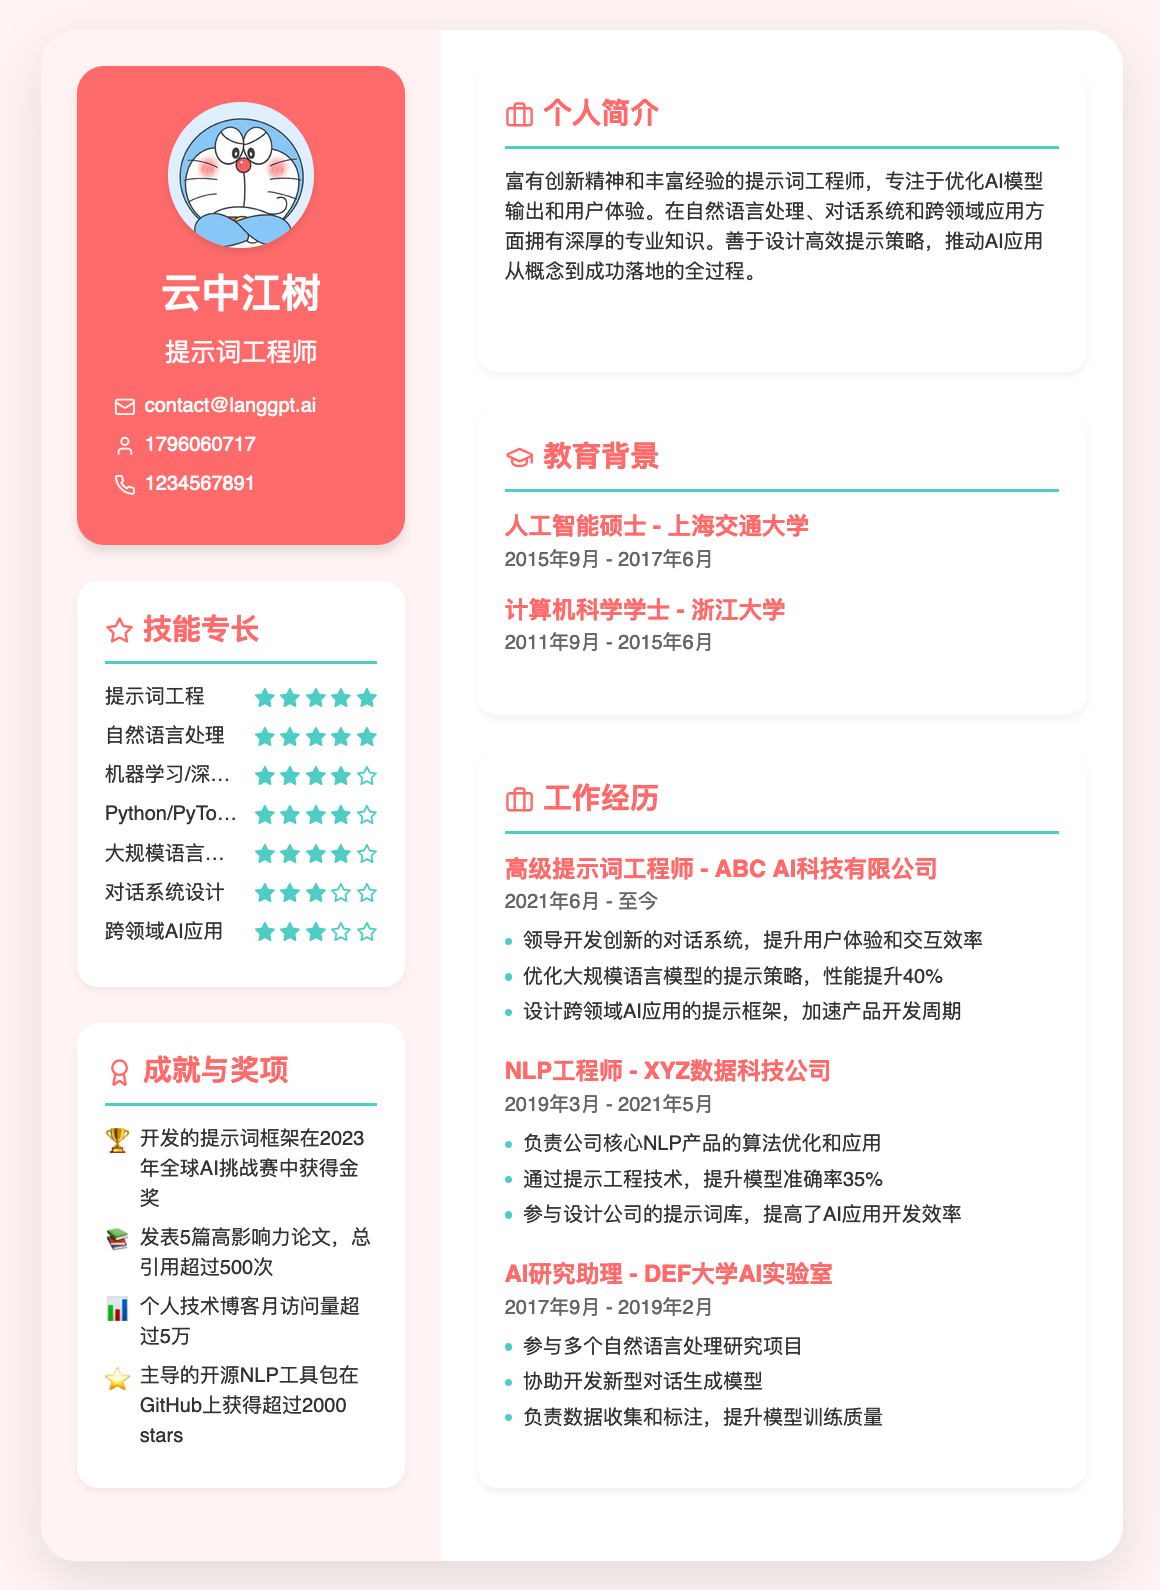 云中江树
提示词工程师
contact@langgpt.ai
1796060717
1234567891
技能专长
提示词工程
自然语言处理
机器学习/深…
Python/PyTo…
大规模语言…
对话系统设计
跨领域AI应用
成就与奖项
开发的提示词框架在2023
年全球AI挑战赛中获得金
奖
发表5篇高影响力论文，总
引用超过500次
个人技术博客月访问量超
过5万
主导的开源NLP工具包在
GitHub上获得超过2000
stars
个人简介
富有创新精神和丰富经验的提示词工程师，专注于优化AI模型
输出和用户体验。在自然语言处理、对话系统和跨领域应用方
面拥有深厚的专业知识。善于设计高效提示策略，推动AI应用
从概念到成功落地的全过程。
教育背景
人工智能硕士 - 上海交通大学
2015年9月 - 2017年6月
计算机科学学士 - 浙江大学
2011年9月 - 2015年6月
工作经历
高级提示词工程师 - ABC AI科技有限公司
2021年6月 - 至今
领导开发创新的对话系统，提升用户体验和交互效率
优化大规模语言模型的提示策略，性能提升40%
设计跨领域AI应用的提示框架，加速产品开发周期
NLP工程师 - XYZ数据科技公司
2019年3月 - 2021年5月
负责公司核心NLP产品的算法优化和应用
通过提示工程技术，提升模型准确率35%
参与设计公司的提示词库，提高了AI应用开发效率
AI研究助理 - DEF大学AI实验室
2017年9月 - 2019年2月
参与多个自然语言处理研究项目
协助开发新型对话生成模型
负责数据收集和标注，提升模型训练质量